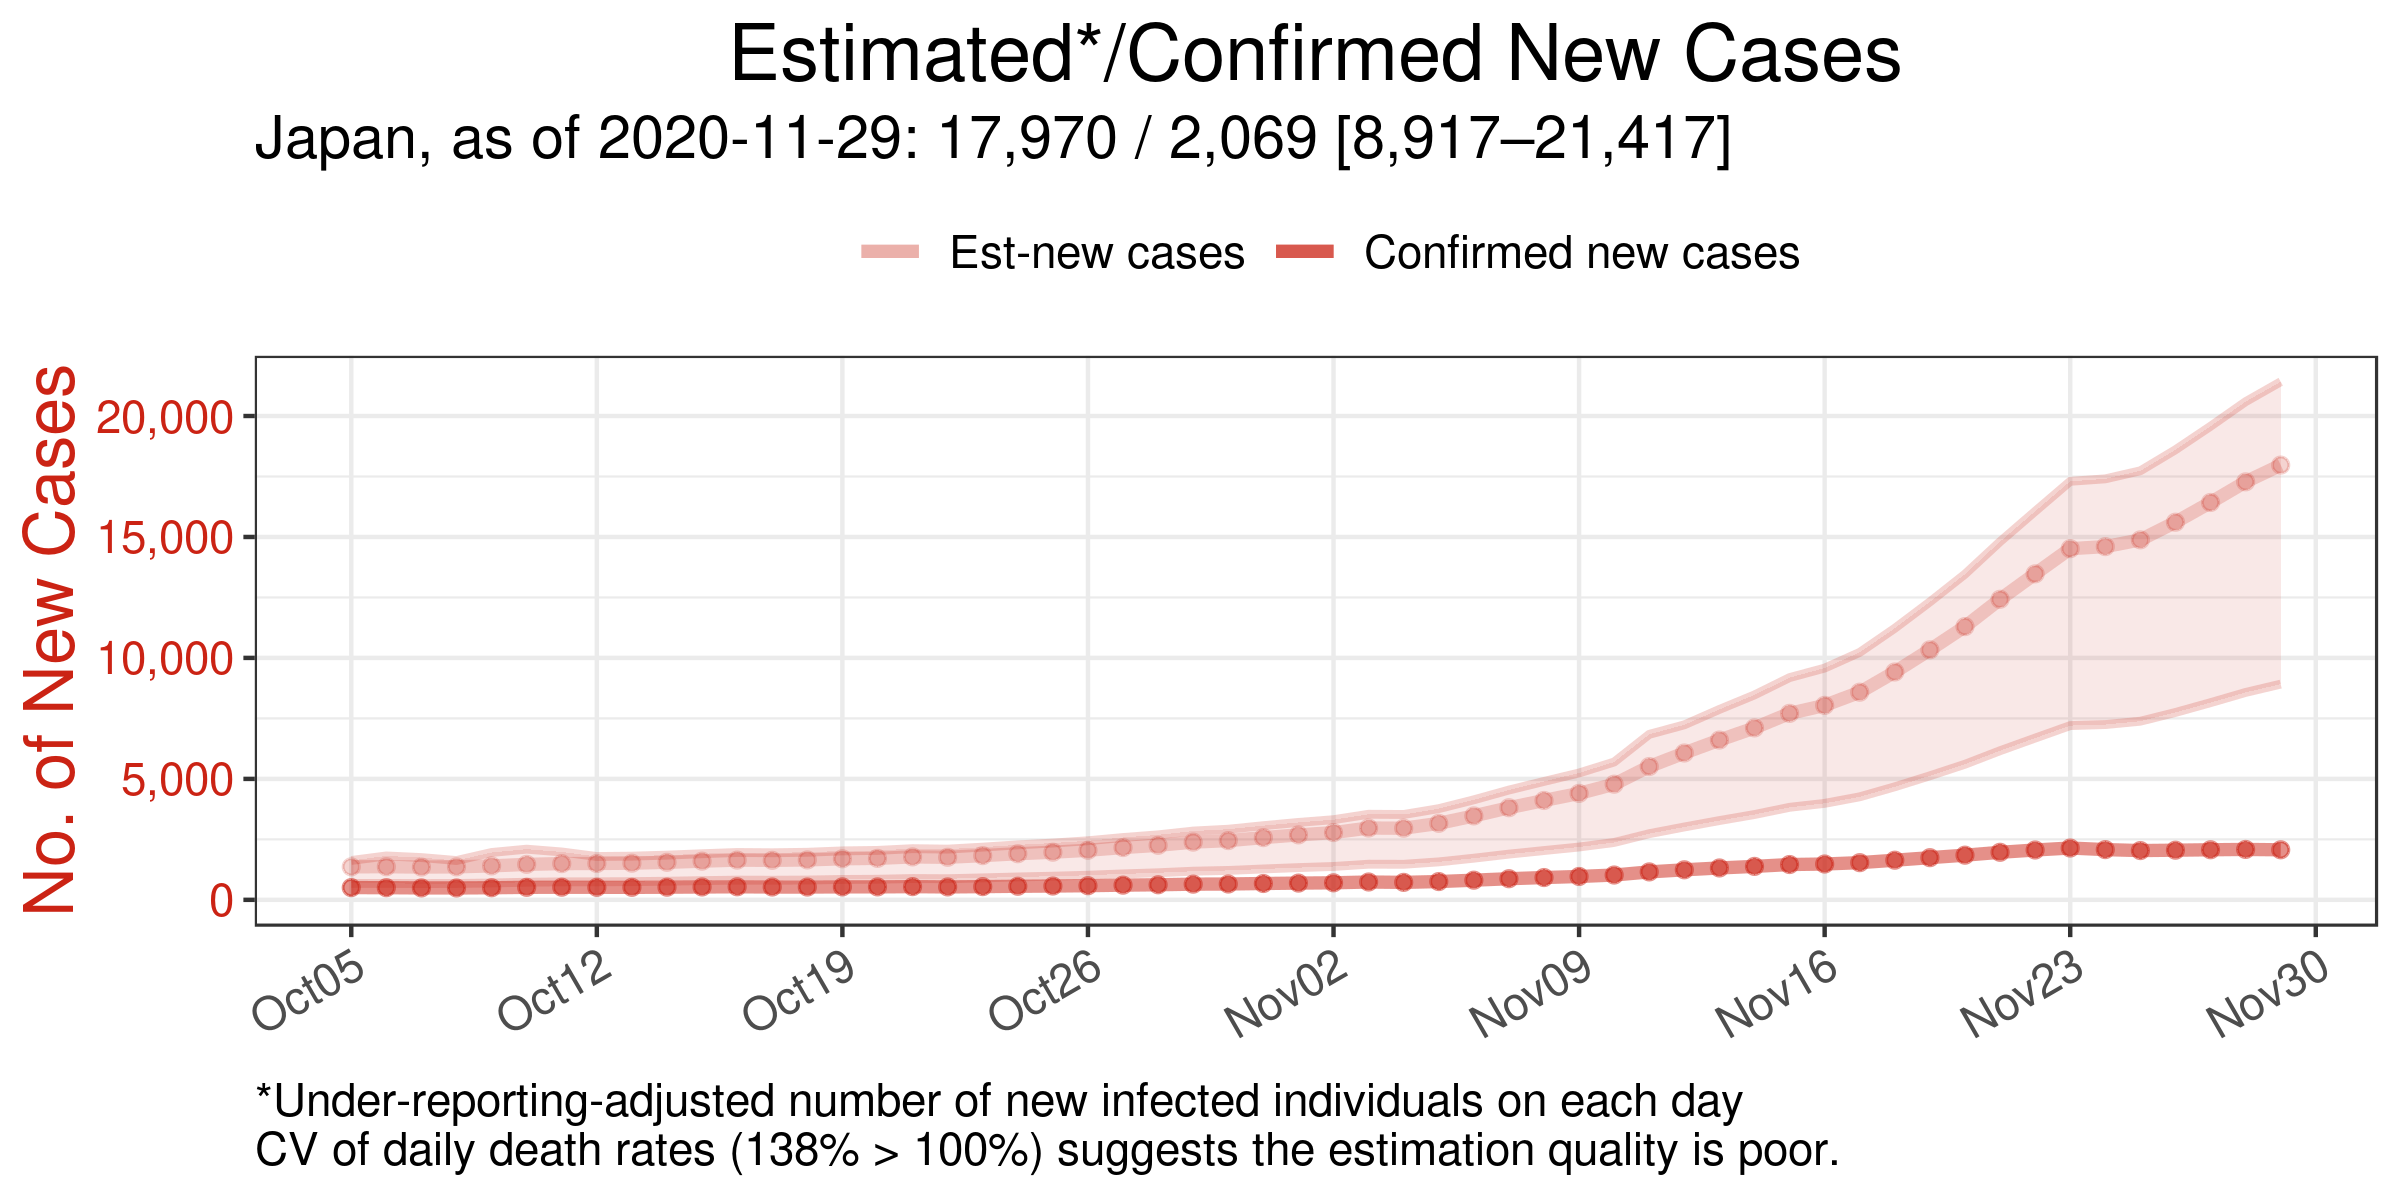 Estimated*/Confirmed New Cases
Japan, as of 2020-11-29: 17,970 / 2,069 [8,917–21,417]
Est-new cases
Confirmed new cases
No. of New Cases
20,000
15,000
10,000
5,000
0
Oct05
Oct12
Oct19
Oct26
Nov02
Nov09
Nov16
Nov23
Nov30
*Under-reporting-adjusted number of new infected individuals on each day
CV of daily death rates (138% > 100%) suggests the estimation quality is poor.